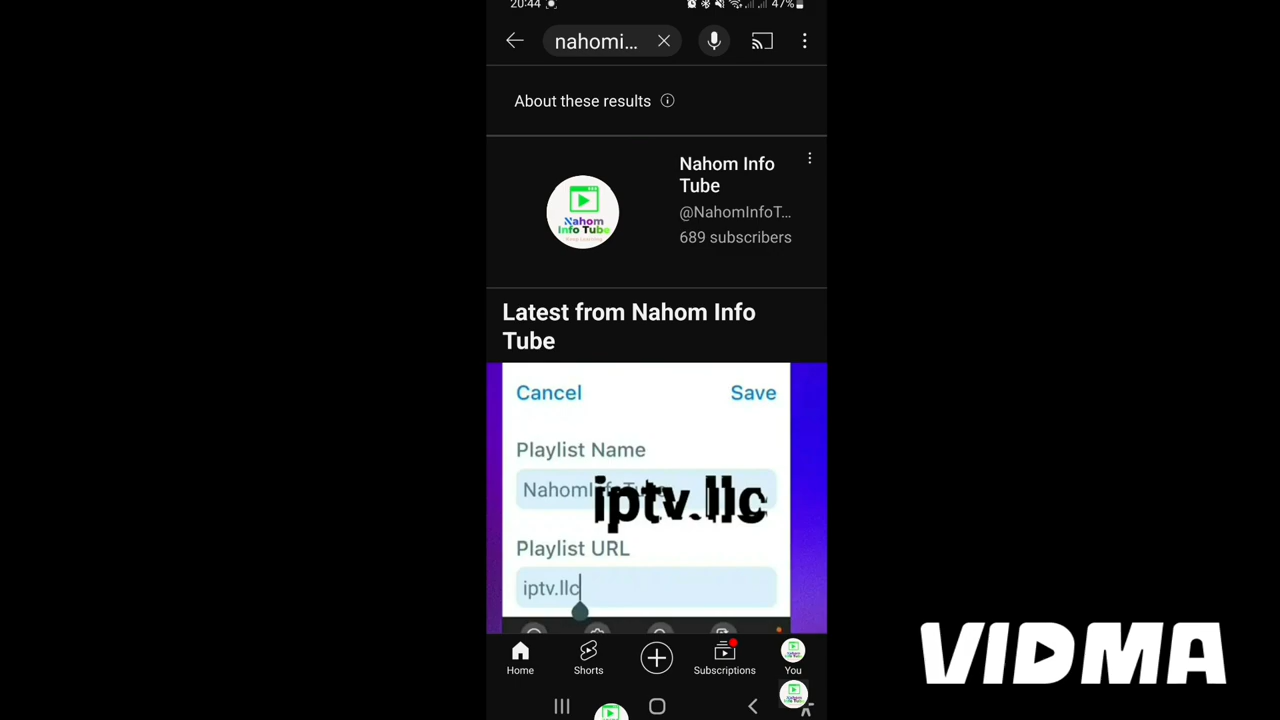 20:44
47%
nahomi...
About these results
Nahom Info
Tube
@NahomInfoT...
689 subscribers
Nahom
Info Tube
Latest from Nahom Info
Tube
Cancel
Save
Playlist Name
NahomInfoTube
iptv.llc
Playlist URL
iptv.llc
Home
Shorts
Subscriptions
You
VIDMA